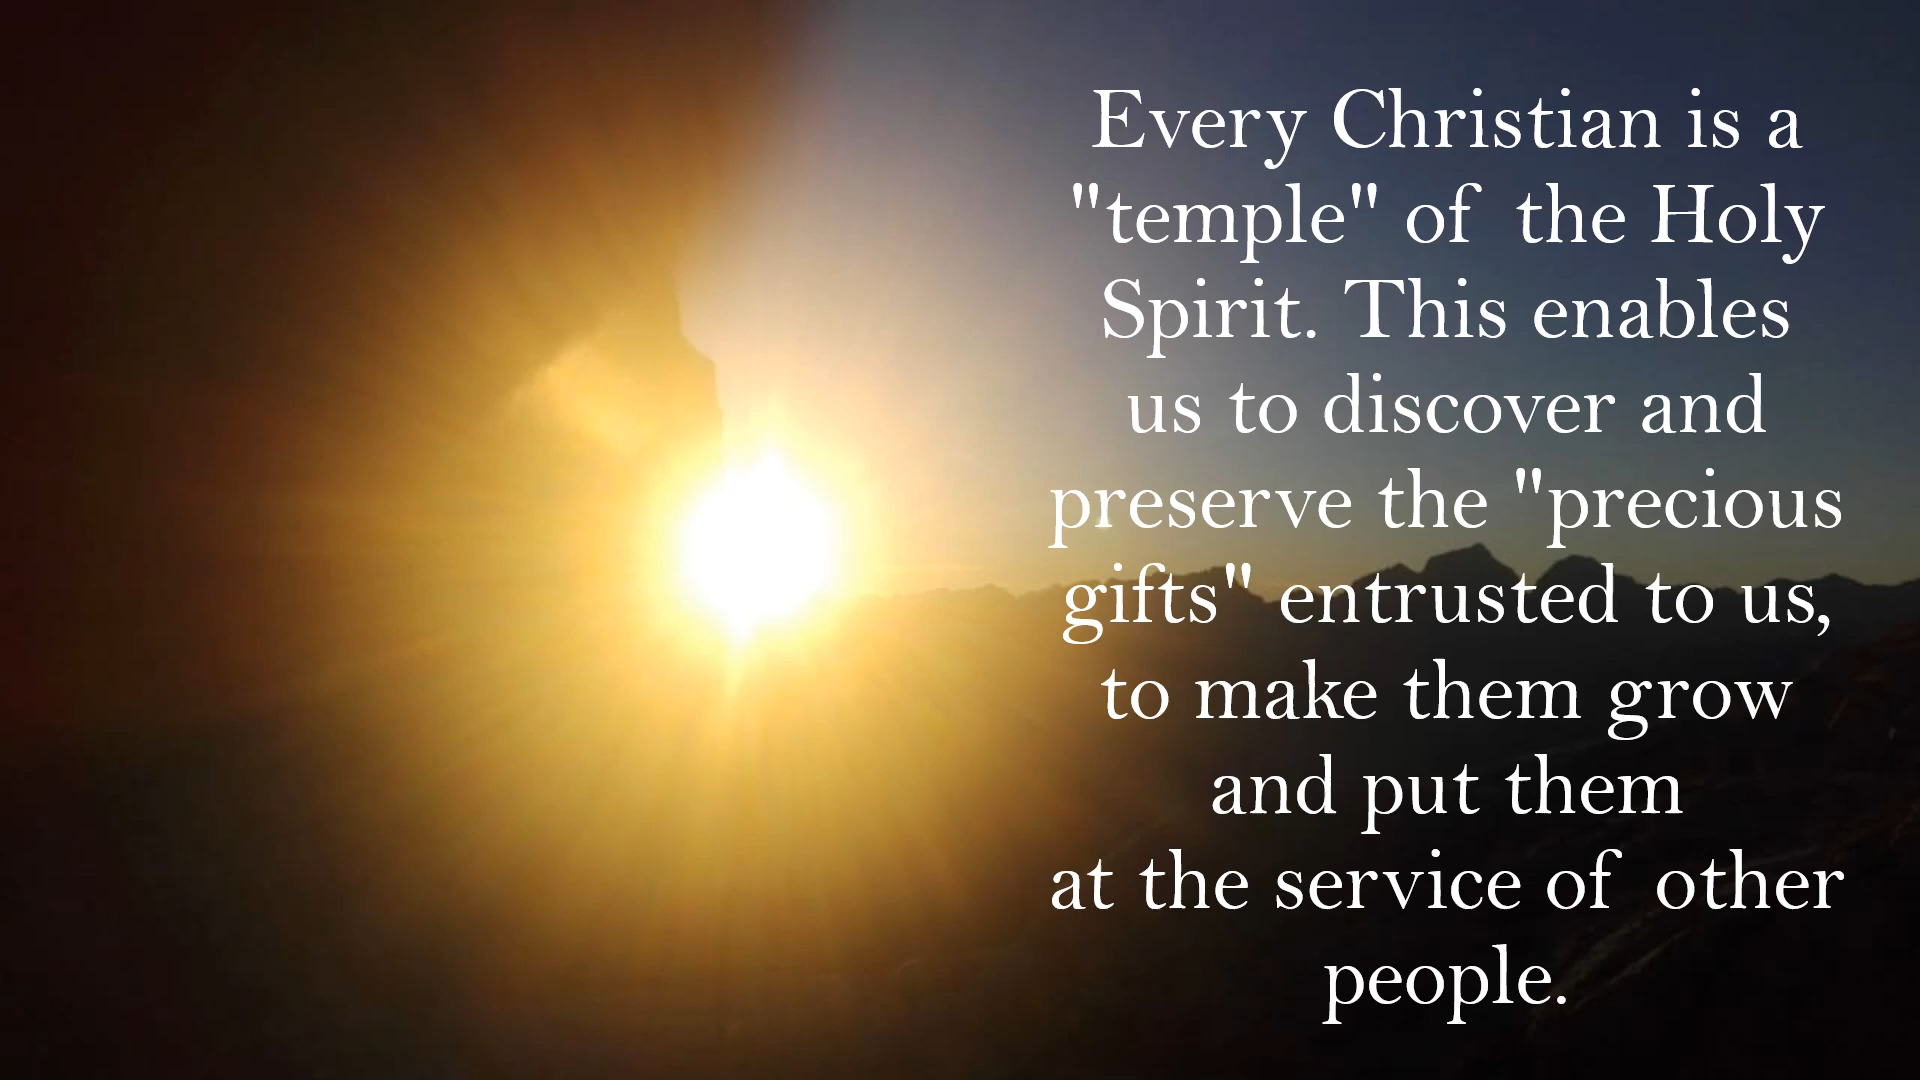 Every Christian is a
"temple" of the Holy
Spirit. This enables
us to discover and
preserve the "precious
gifts" entrusted to us,
to make them grow
and put them
at the service of other
people.